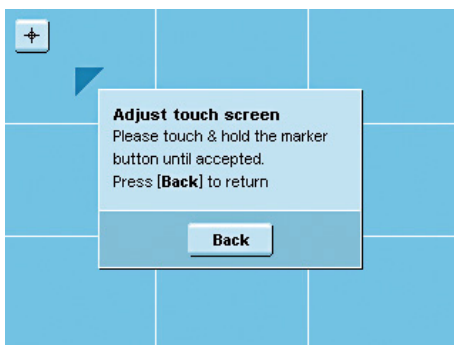 Adjust touch screen
Please touch & hold the marker
button until accepted.
Press [Back] to return
Back